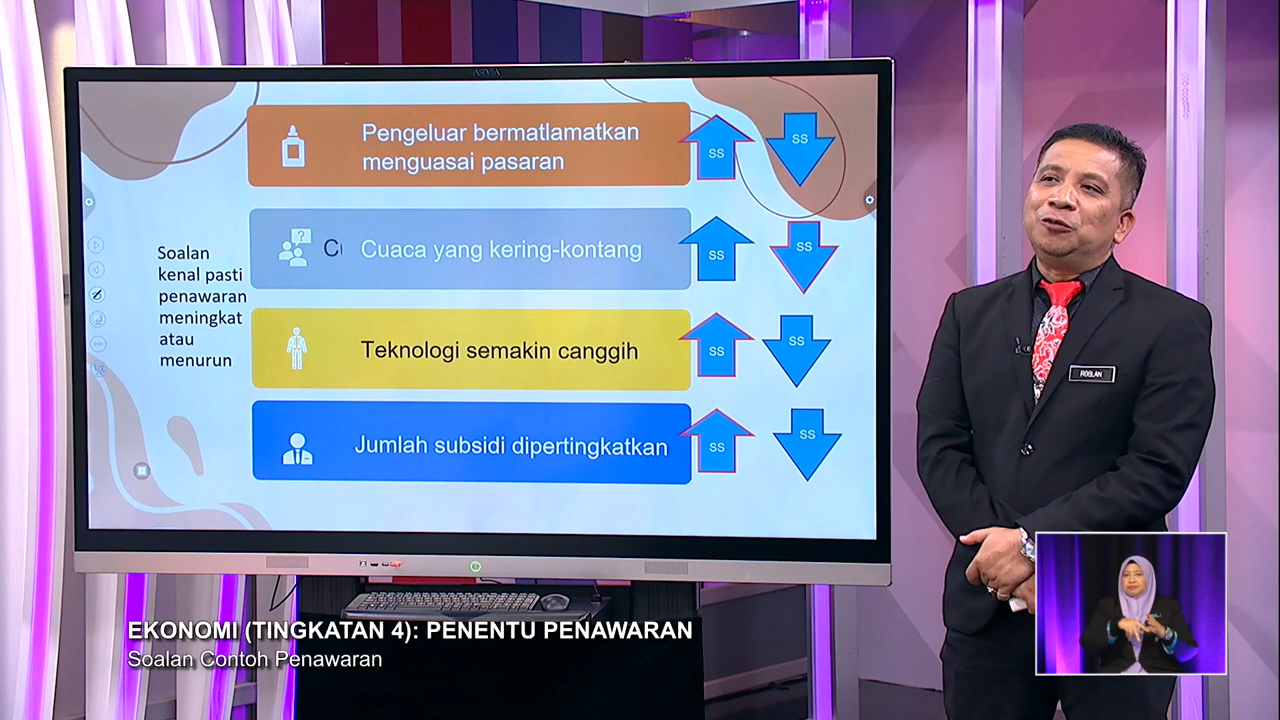 Pengeluar bermatlamatkan
menguasai pasaran
SS
SS
Cuaca yang kering-kontang
SS
SS
Soalan
kenal pasti
penawaran
meningkat
atau
menurun
Teknologi semakin canggih
SS
SS
Jumlah subsidi dipertingkatkan
SS
SS
ROSLAN
EKONOMI (TINGKATAN 4): PENENTU PENAWARAN
Soalan Contoh Penawaran